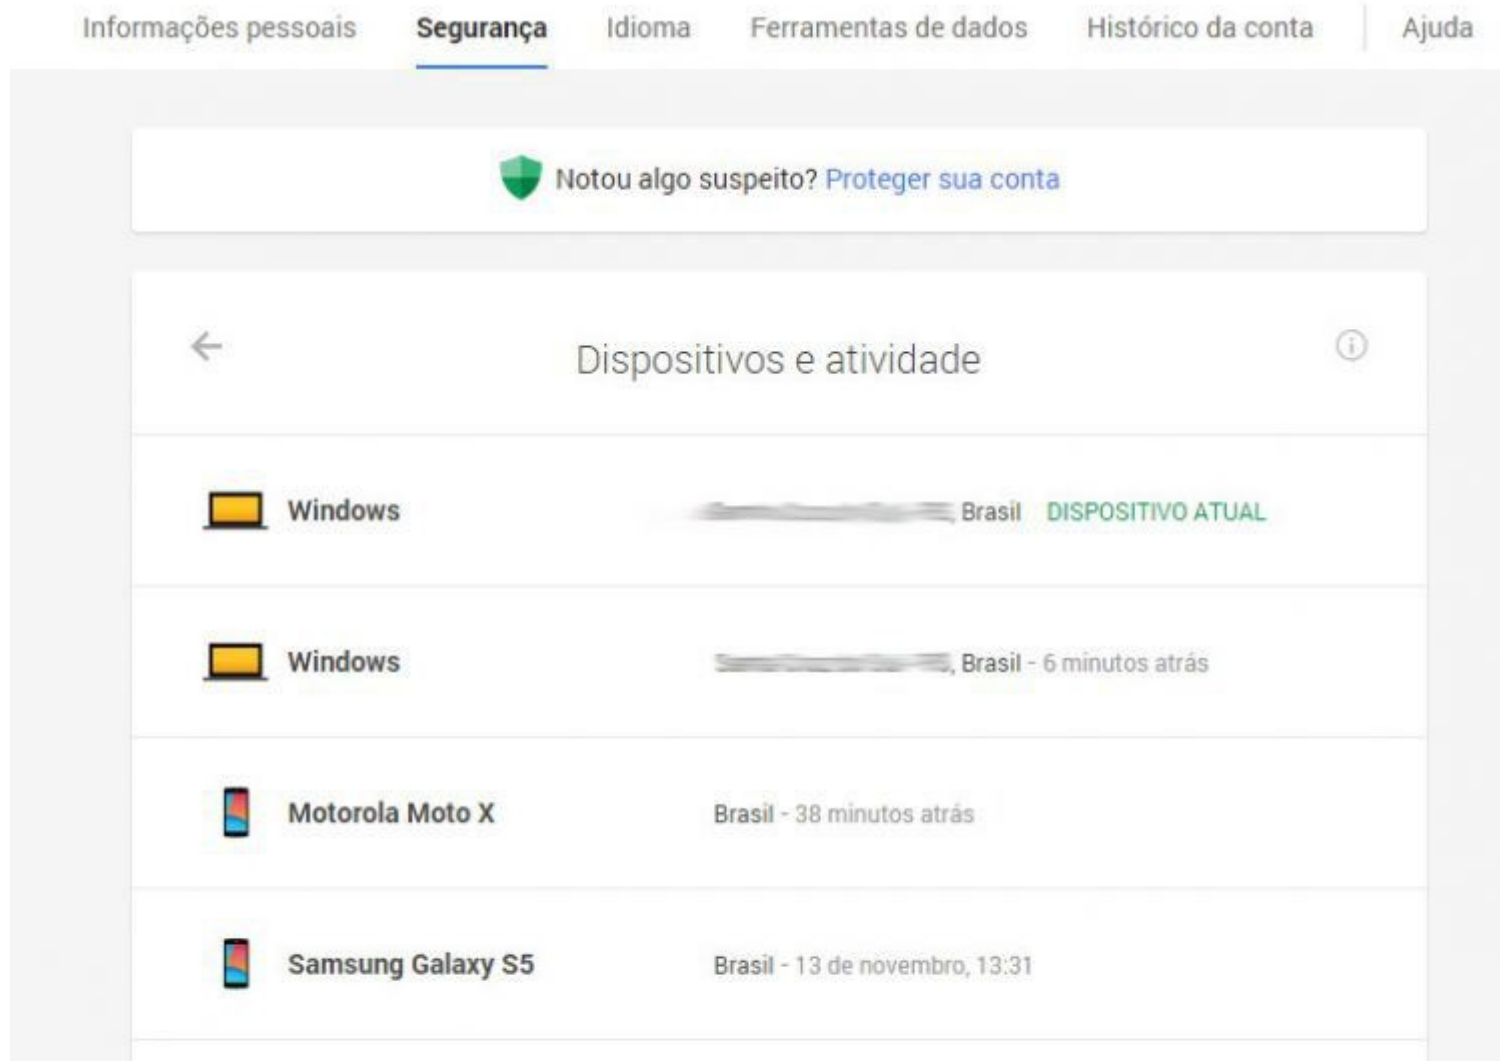 Informações pessoais Segurança Idioma Ferramentas de dados Histórico da conta Ajuda
Notou algo suspeito? Proteger sua conta
Dispositivos e atividade
Windows , Brasil DISPOSITIVO ATUAL
Windows , Brasil - 6 minutos atrás
Motorola Moto X Brasil - 38 minutos atrás
Samsung Galaxy S5 Brasil - 13 de novembro, 13:31